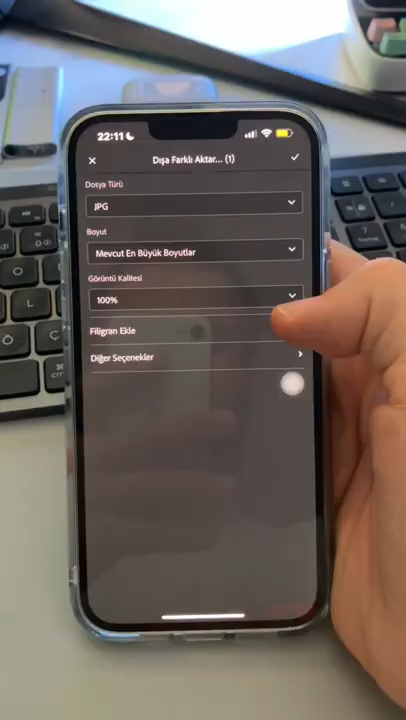 22:11
Dışa Farklı Aktar... (1)
Dosya Türü
JPG
Boyut
Mevcut En Büyük Boyutlar
Görüntü Kalitesi
100%
Filigran Ekle
Diğer Seçenekler
O
K
L
Ö
Ç